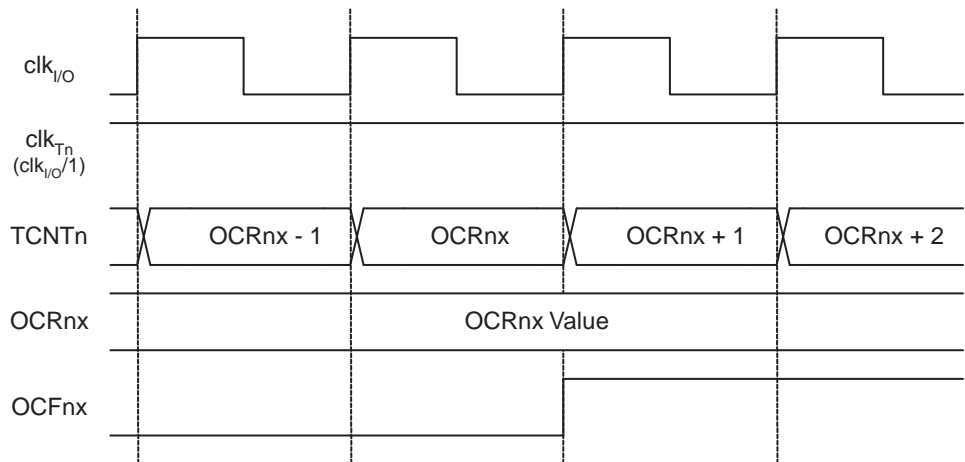 clkI/O
clkTn
(clkI/O/1)
TCNTn
OCRnx - 1
OCRnx
OCRnx + 1
OCRnx + 2
OCRnx
OCRnx Value
OCFnx